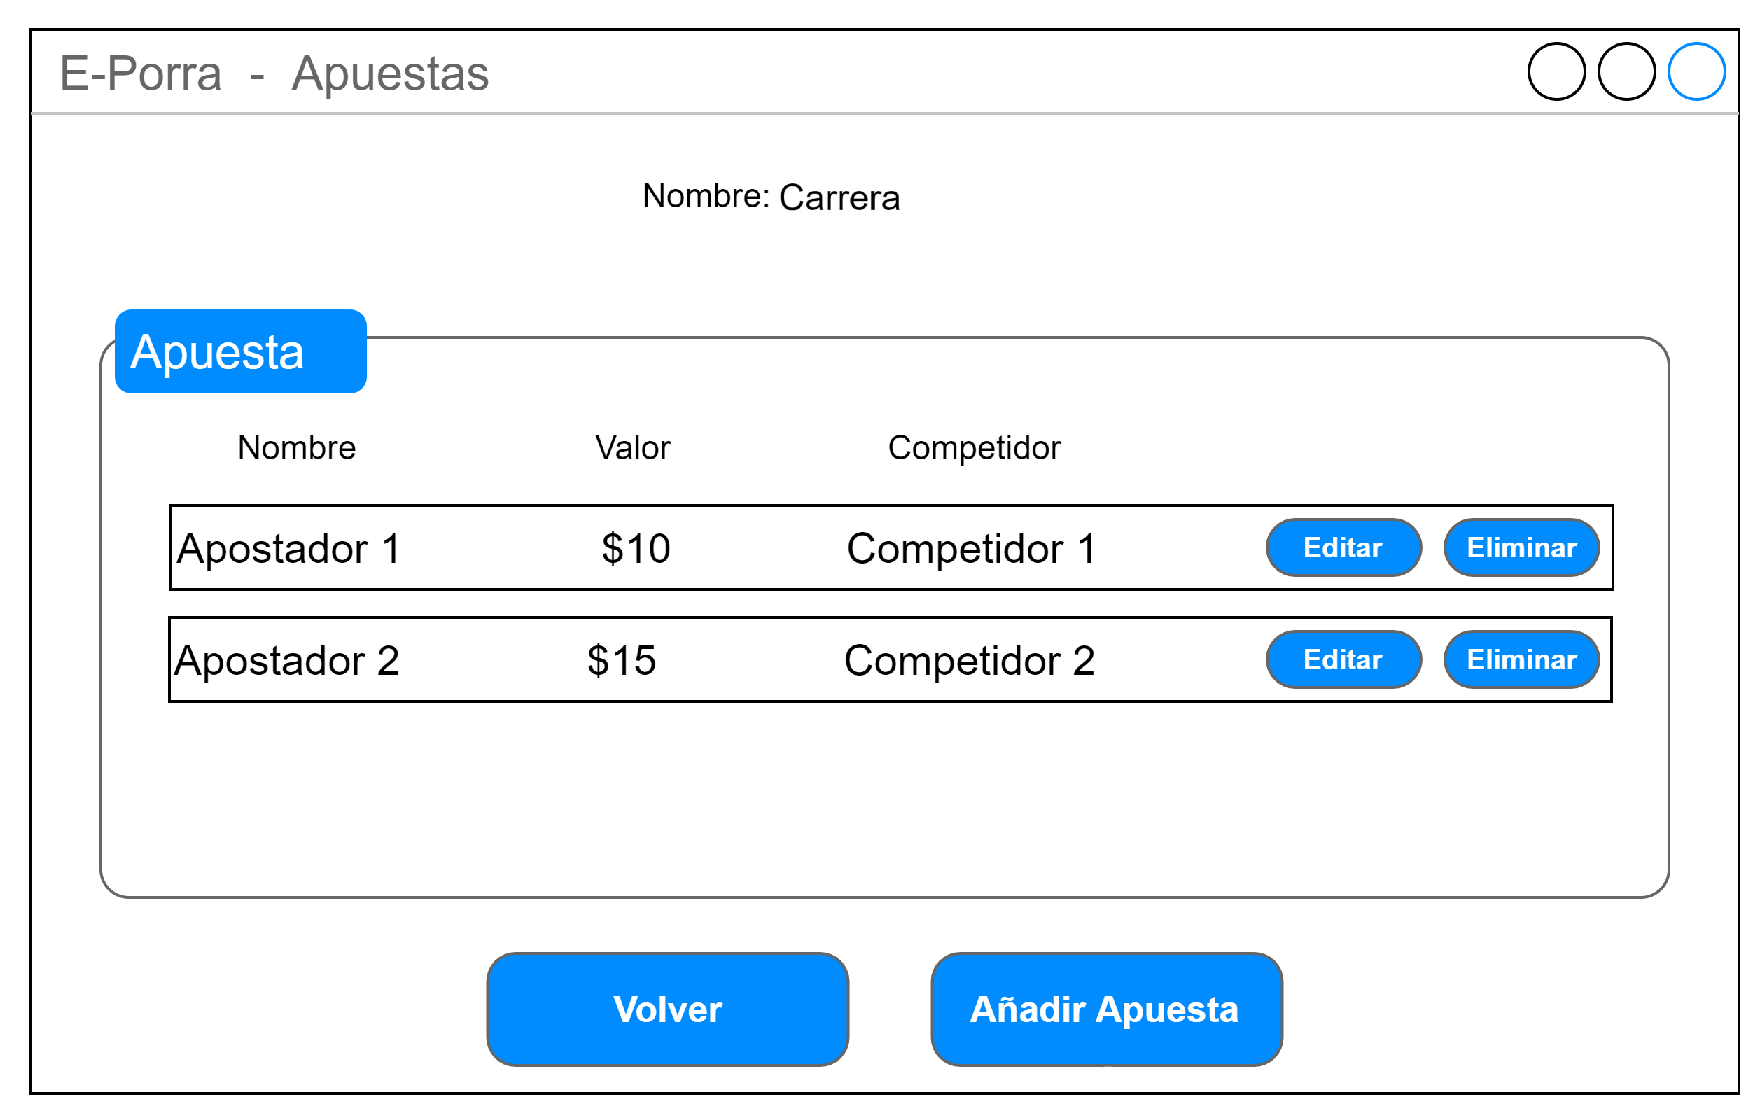 E-Porra - Apuestas
Nombre: Carrera
Apuesta
Nombre Valor Competidor
Apostador 1 $10 Competidor 1 Editar Eliminar
Apostador 2 $15 Competidor 2 Editar Eliminar
Volver Añadir Apuesta